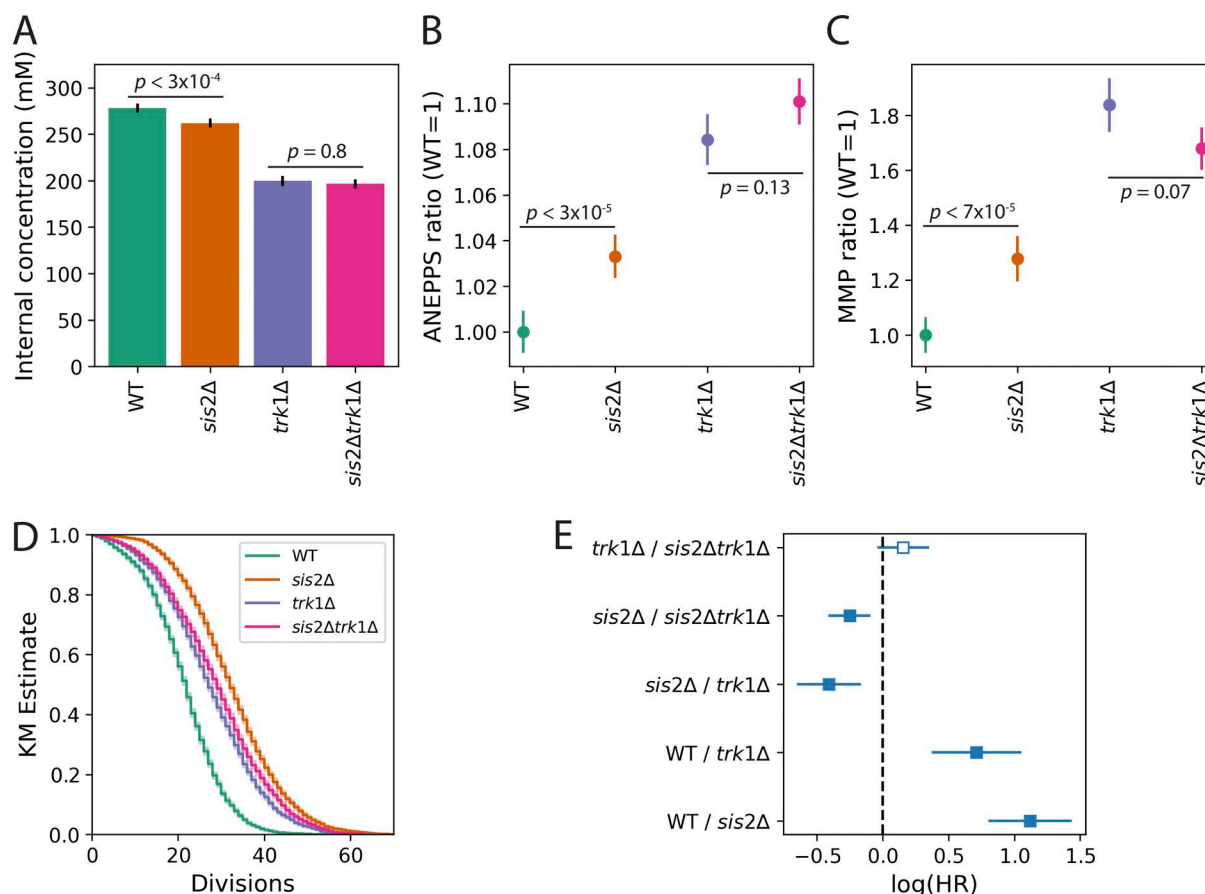 A
Internal concentration (mM)
300
250
200
150
100
50
0
p < 3x10-4
p = 0.8
WT
sis2Δ
trk1Δ
sis2Δtrk1Δ
B
ANEPPS ratio (WT=1)
1.10
1.08
1.06
1.04
1.02
1.00
p < 3x10-5
p = 0.13
WT
sis2Δ
trk1Δ
sis2Δtrk1Δ
C
MMP ratio (WT=1)
1.8
1.6
1.4
1.2
1.0
p < 7x10-5
p = 0.07
WT
sis2Δ
trk1Δ
sis2Δtrk1Δ
D
KM Estimate
1.0
0.8
0.6
0.4
0.2
0.0
WT
sis2Δ
trk1Δ
sis2Δtrk1Δ
0 20 40 60
Divisions
E
trk1Δ / sis2Δtrk1Δ
sis2Δ / sis2Δtrk1Δ
sis2Δ / trk1Δ
WT / trk1Δ
WT / sis2Δ
−0.5 0.0 0.5 1.0 1.5
log(HR)